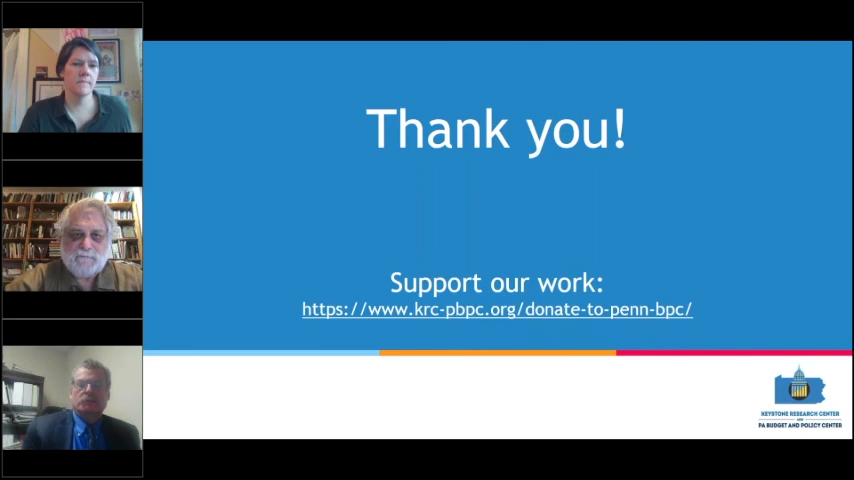 Thank you!
Support our work:
https://www.krc-pbpc.org/donate-to-penn-bpc/
KEYSTONE RESEARCH CENTER
PA BUDGET AND POLICY CENTER